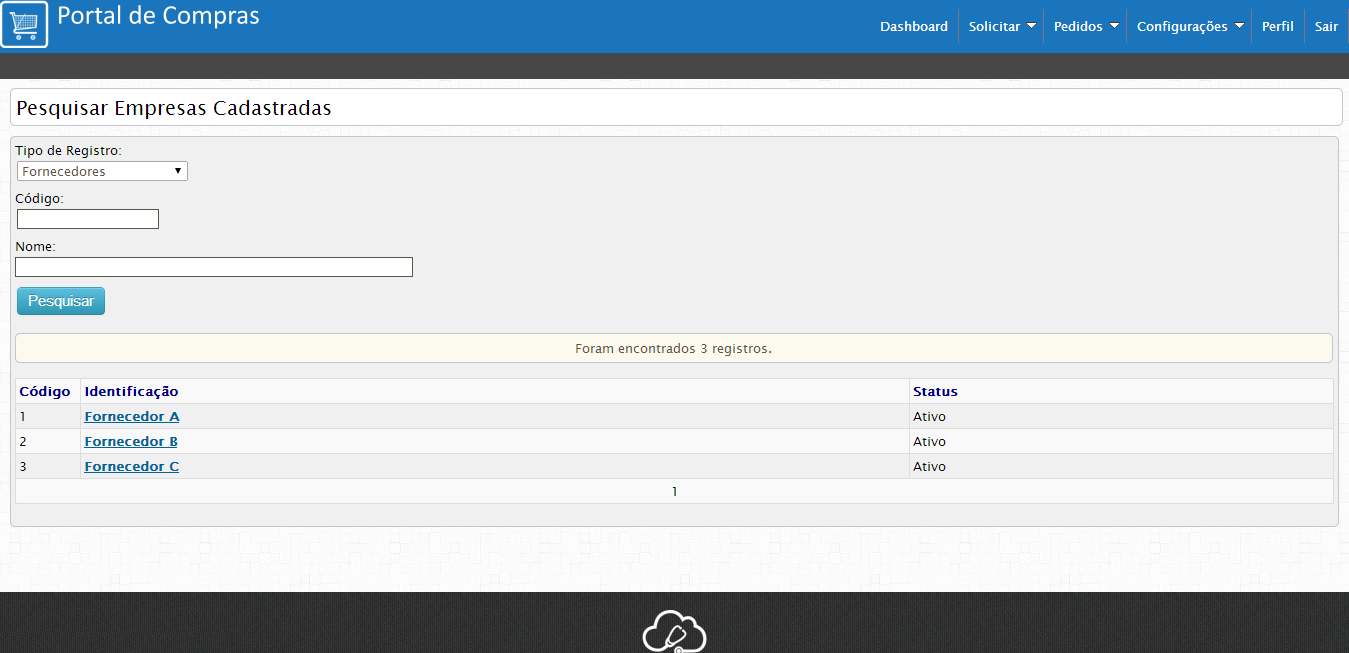 Portal de Compras
Dashboard Solicitar Pedidos Configurações Perfil Sair
Pesquisar Empresas Cadastradas
Tipo de Registro:
Fornecedores
Código:
Nome:
Pesquisar
Foram encontrados 3 registros.
Código Identificação Status
1 Fornecedor A Ativo
2 Fornecedor B Ativo
3 Fornecedor C Ativo
1